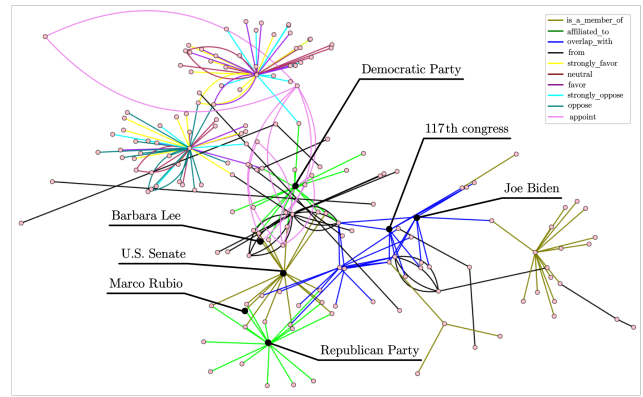 is_a_member_of
affiliated_to
overlap_with
from
strongly_favor
neutral
favor
strongly_oppose
oppose
appoint
Democratic Party
117th congress
Joe Biden
Barbara Lee
U.S. Senate
Marco Rubio
Republican Party